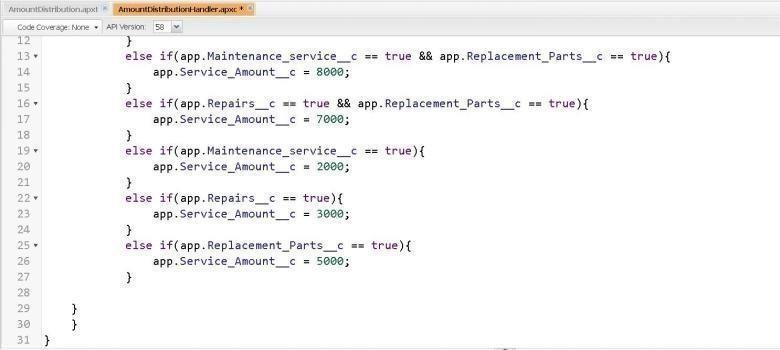 AmountDistribution.apxt AmountDistributionHandler.apxc *
Code Coverage: None API Version: 58
12 }
13 else if(app.Maintenance_service__c == true && app.Replacement_Parts__c == true){
14 app.Service_Amount__c = 8000;
15 }
16 else if(app.Repairs__c == true && app.Replacement_Parts__c == true){
17 app.Service_Amount__c = 7000;
18 }
19 else if(app.Maintenance_service__c == true){
20 app.Service_Amount__c = 2000;
21 }
22 else if(app.Repairs__c == true){
23 app.Service_Amount__c = 3000;
24 }
25 else if(app.Replacement_Parts__c == true){
26 app.Service_Amount__c = 5000;
27 }
28
29 }
30 }
31 }